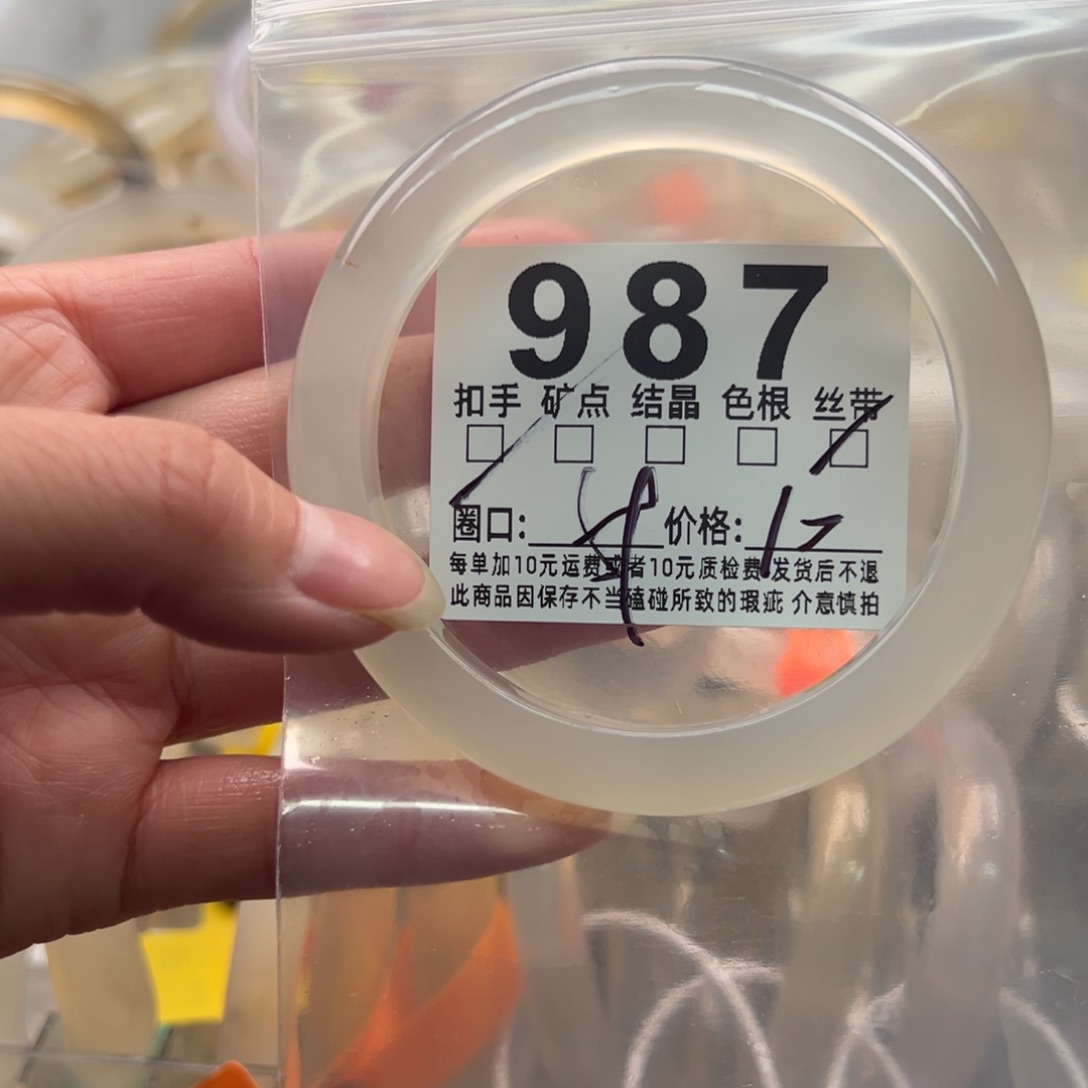 987
扣手 矿点 结晶 色根 丝带
圈口: 价格:
每单加10元运费或者10元质检费 发货后不退
此商品因保存不当磕碰所致的瑕疵 介意慎拍